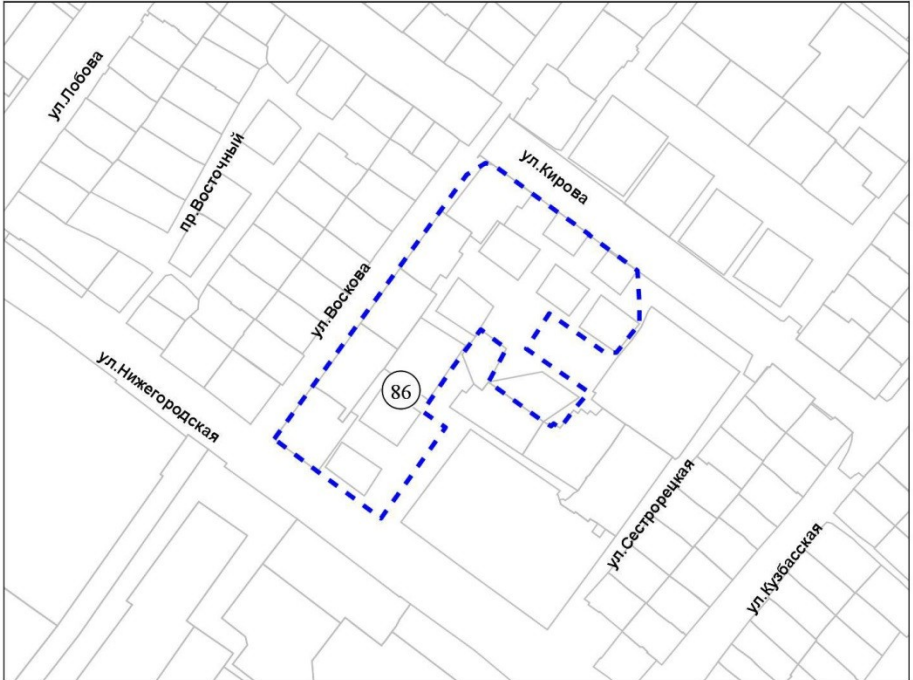 ул.Лобова
пр.Восточный
ул.Кирова
ул.Воскова
ул.Нижегородская
86
ул.Сестрорецкая
ул.Кузбасская